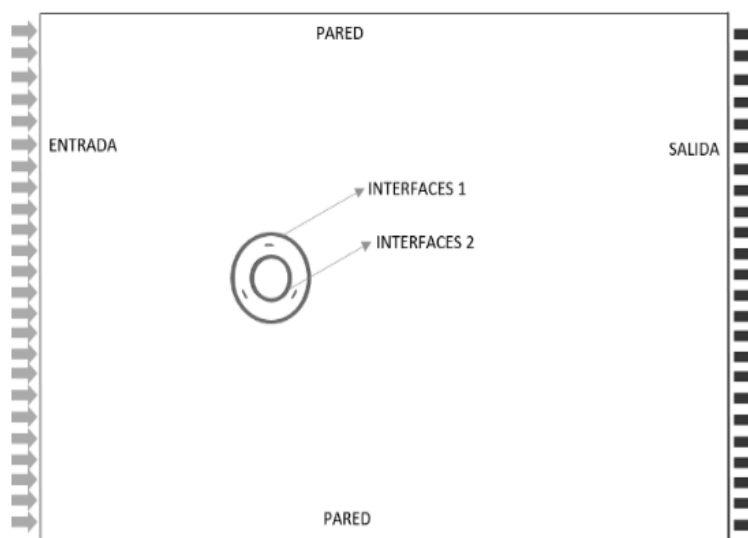 PARED
ENTRADA
SALIDA
INTERFACES 1
INTERFACES 2
PARED